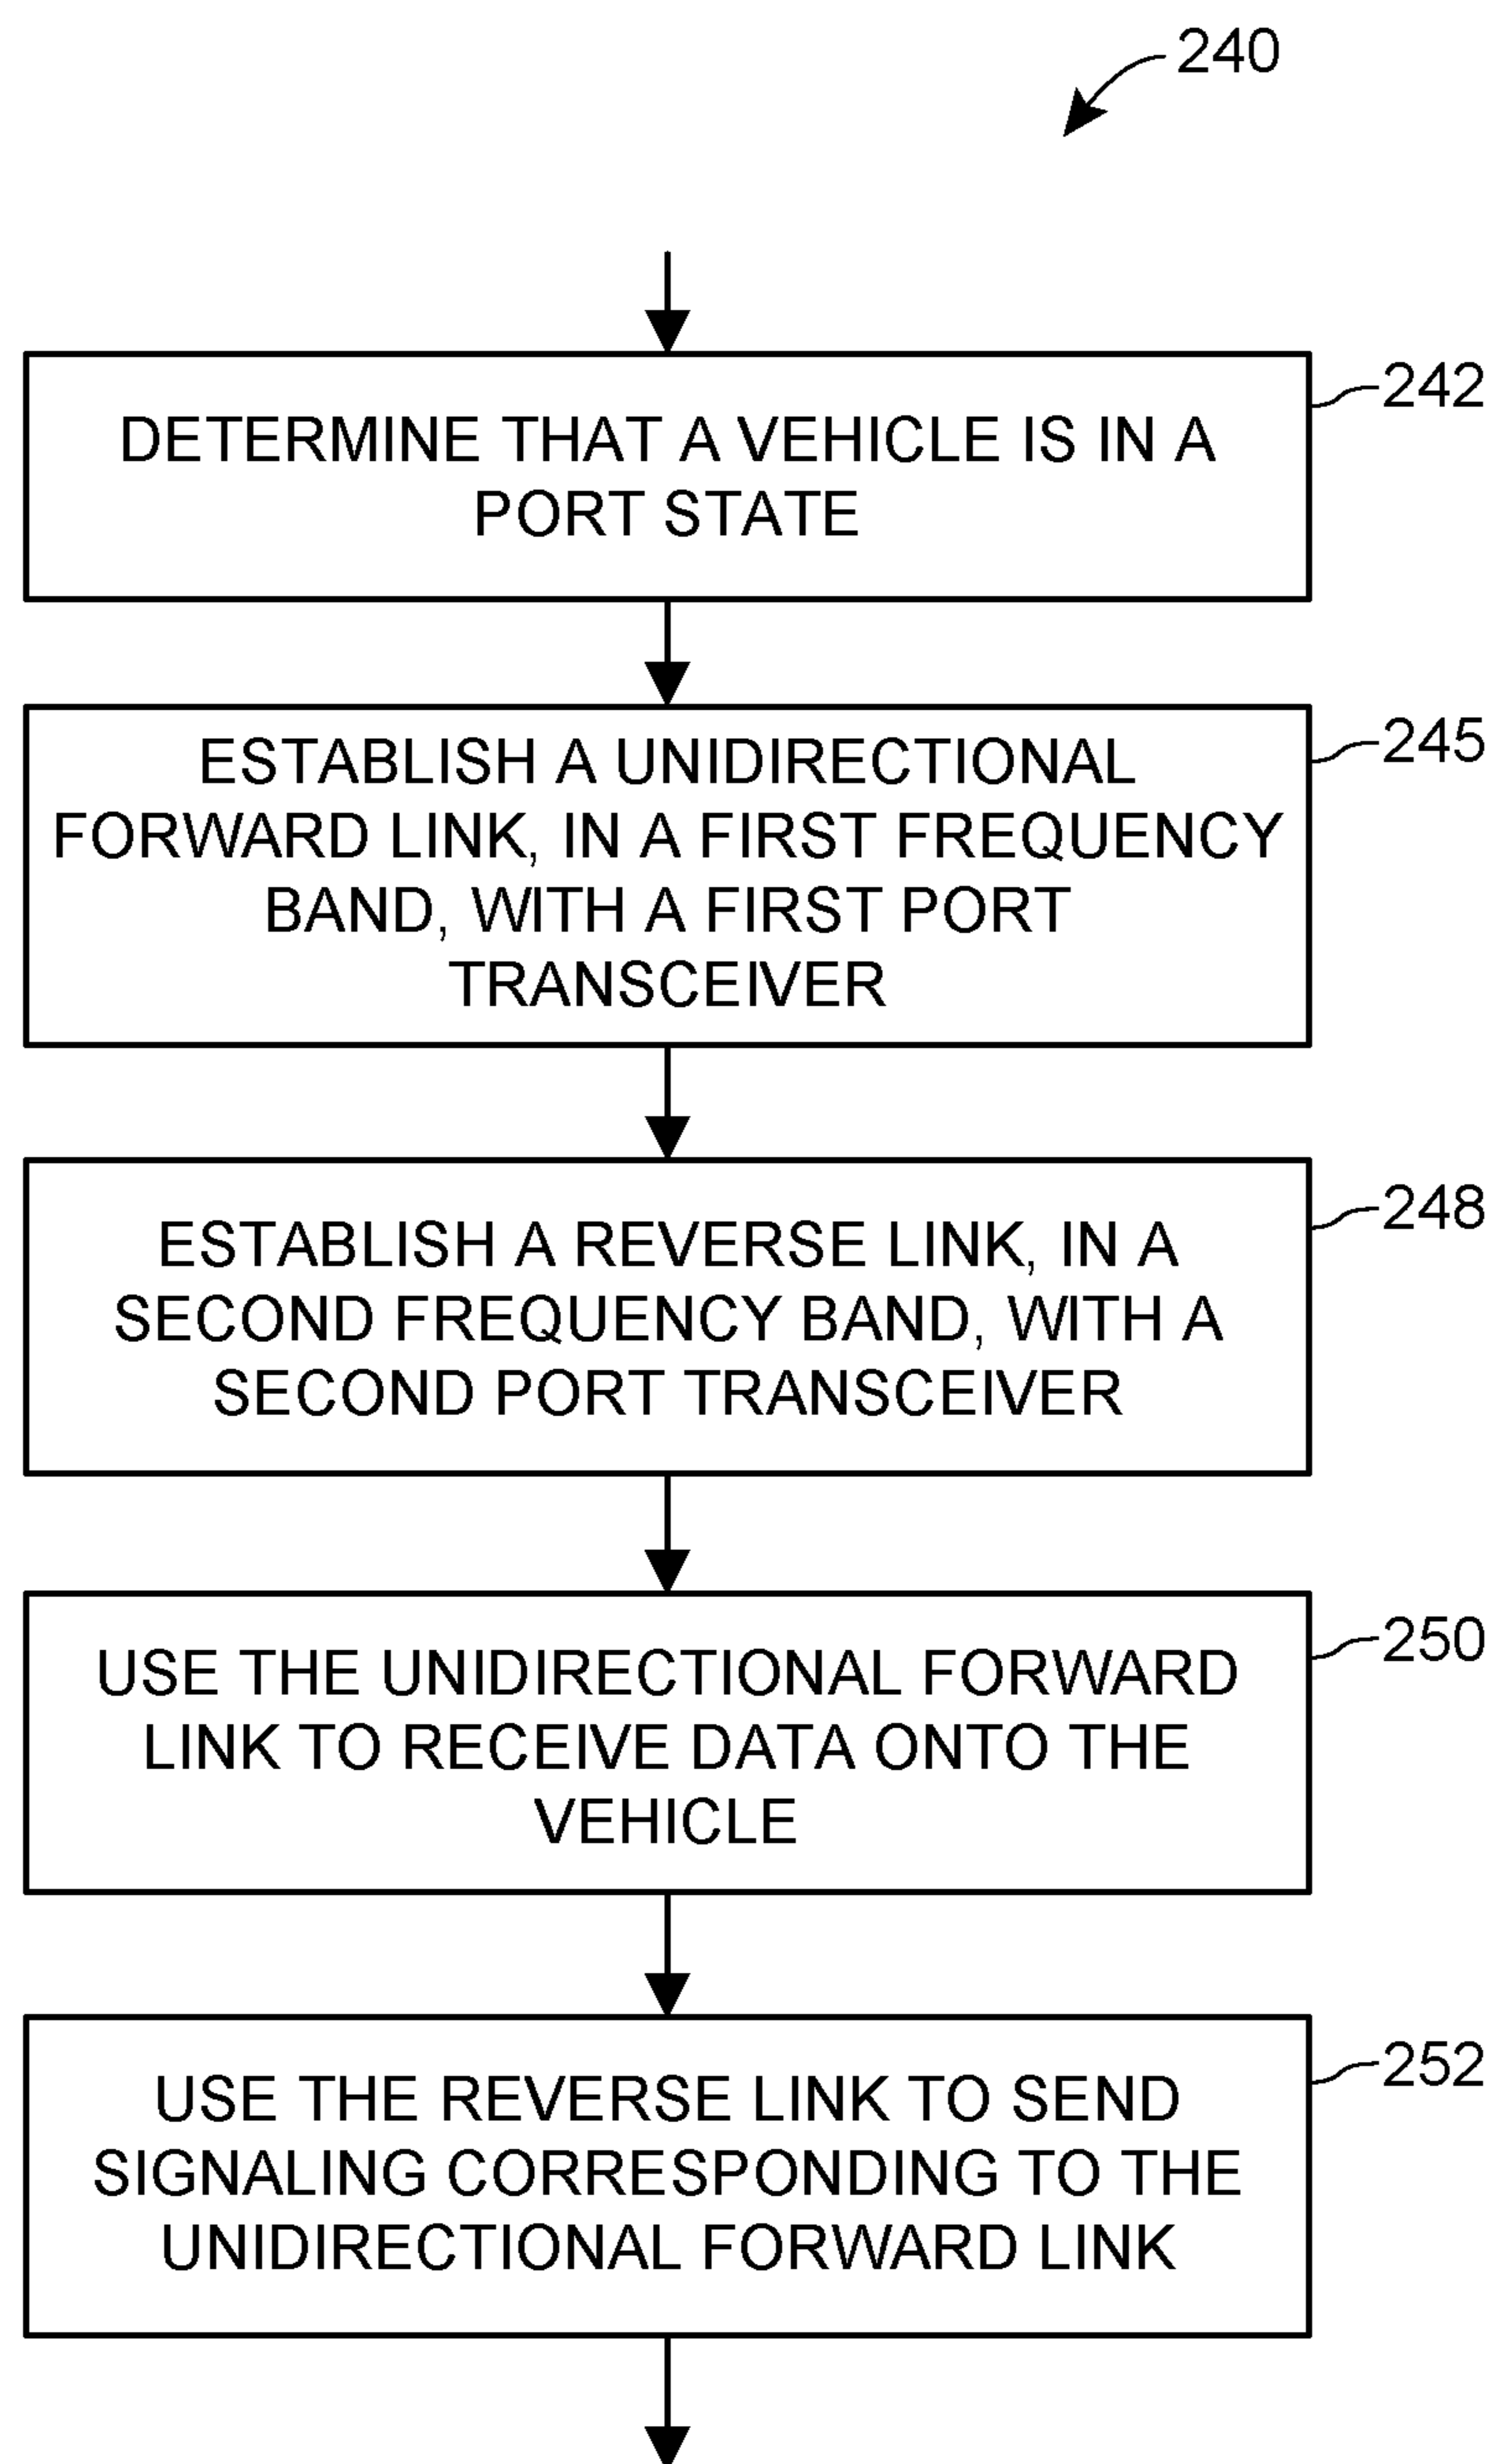 240
DETERMINE THAT A VEHICLE IS IN A
PORT STATE
242
ESTABLISH A UNIDIRECTIONAL
FORWARD LINK, IN A FIRST FREQUENCY
BAND, WITH A FIRST PORT
TRANSCEIVER
245
ESTABLISH A REVERSE LINK, IN A
SECOND FREQUENCY BAND, WITH A
SECOND PORT TRANSCEIVER
248
USE THE UNIDIRECTIONAL FORWARD
LINK TO RECEIVE DATA ONTO THE
VEHICLE
250
USE THE REVERSE LINK TO SEND
SIGNALING CORRESPONDING TO THE
UNIDIRECTIONAL FORWARD LINK
252